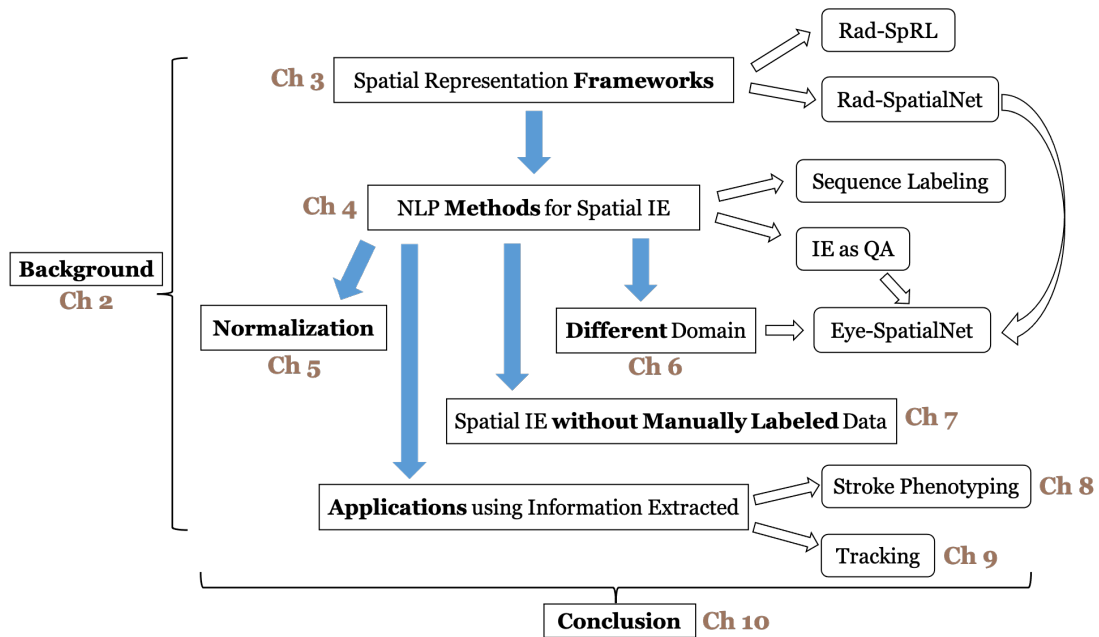 Rad-SpRL
Ch 3
Spatial Representation Frameworks
Rad-SpatialNet
Sequence Labeling
Ch 4
NLP Methods for Spatial IE
IE as QA
Background
Ch 2
Normalization
Ch 5
Different Domain
Ch 6
Eye-SpatialNet
Spatial IE without Manually Labeled Data
Ch 7
Stroke Phenotyping
Ch 8
Applications using Information Extracted
Tracking
Ch 9
Conclusion
Ch 10